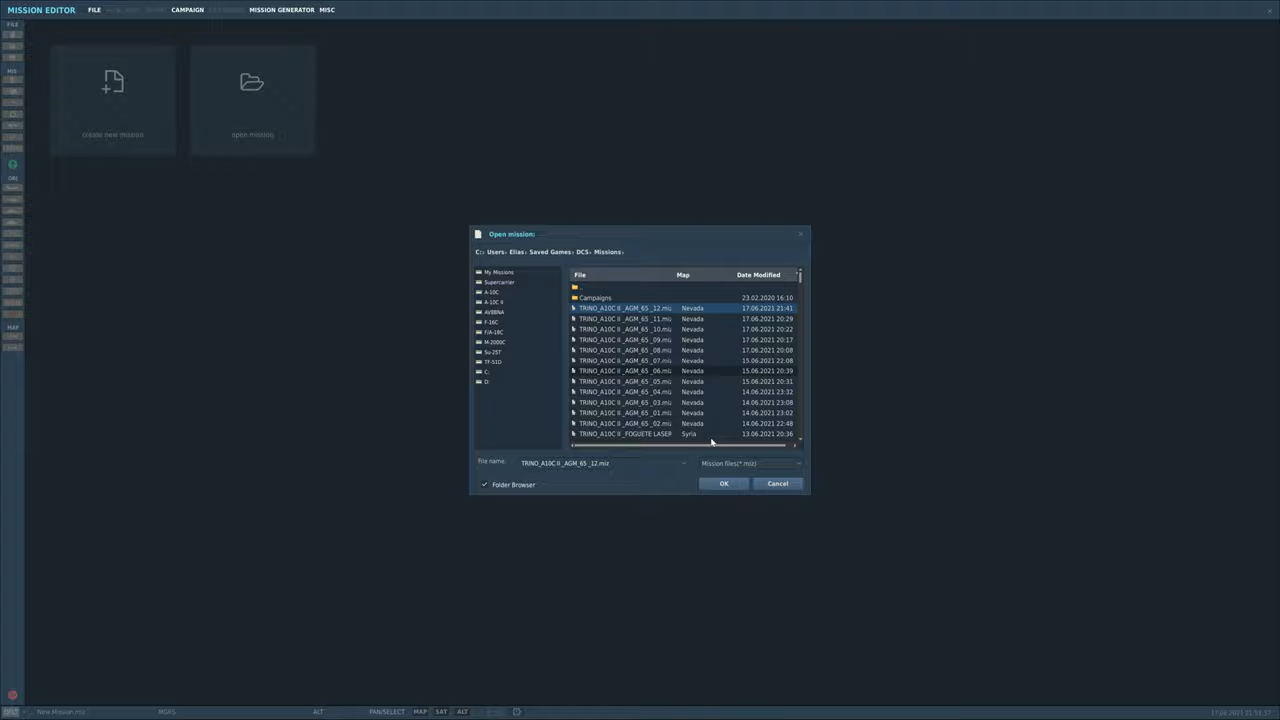 MISSION EDITOR FILE CAMPAIGN MISSION GENERATOR MISC
FILE
MIS
OBJ
MAP
create new mission
open mission
Open mission:
C: Users Elias Saved Games DCS Missions
My Missions
Supercarrier
A-10C
A-10C II
AV8BNA
F-16C
F/A-18C
M-2000C
Su-25T
TF-51D
C:
D:
File Map Date Modified
..
Campaigns 23.02.2020 16:10
TRINO_A10C II _AGM_65 _12.miz Nevada 17.06.2021 21:41
TRINO_A10C II _AGM_65 _11.miz Nevada 17.06.2021 20:29
TRINO_A10C II _AGM_65 _10.miz Nevada 17.06.2021 20:22
TRINO_A10C II _AGM_65 _09.miz Nevada 17.06.2021 20:17
TRINO_A10C II _AGM_65 _08.miz Nevada 17.06.2021 20:08
TRINO_A10C II _AGM_65 _07.miz Nevada 15.06.2021 22:08
TRINO_A10C II _AGM_65 _06.miz Nevada 15.06.2021 20:39
TRINO_A10C II _AGM_65 _05.miz Nevada 15.06.2021 20:31
TRINO_A10C II _AGM_65 _04.miz Nevada 14.06.2021 23:32
TRINO_A10C II _AGM_65 _03.miz Nevada 14.06.2021 23:08
TRINO_A10C II _AGM_65 _01.miz Nevada 14.06.2021 23:02
TRINO_A10C II _AGM_65 _02.miz Nevada 14.06.2021 22:48
TRINO_A10C II _FOGUETE LASER Syria 13.06.2021 20:36
File name: TRINO_A10C II _AGM_65 _12.miz Mission files(*.miz)
Folder Browser OK Cancel
New Mission.miz MGRS ALT PAN/SELECT MAP SAT ALT